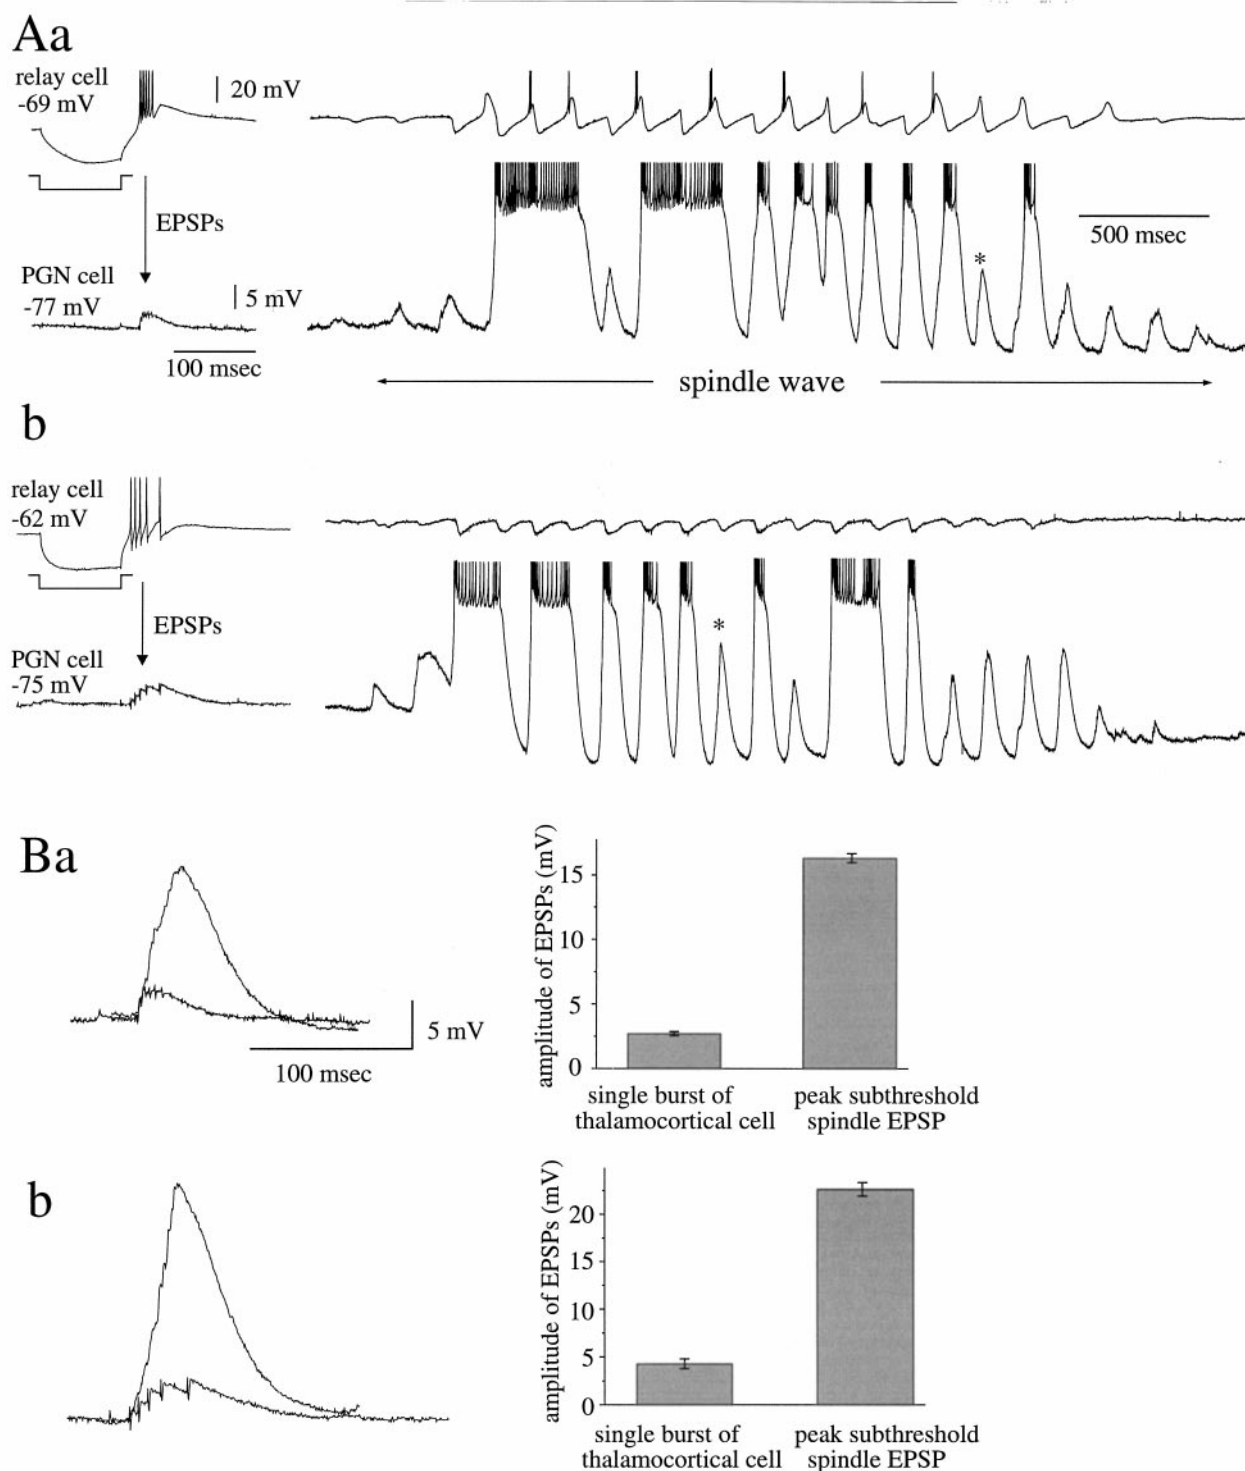 Aa
relay cell
-69 mV
20 mV
EPSPs
500 msec
PGN cell
-77 mV
5 mV
*
100 msec
spindle wave
b
relay cell
-62 mV
EPSPs
PGN cell
-75 mV
*
Ba
5 mV
100 msec
amplitude of EPSPs (mV)
15
10
5
0
single burst of
thalamocortical cell
peak subthreshold
spindle EPSP
b
amplitude of EPSPs (mV)
20
15
10
5
0
single burst of
thalamocortical cell
peak subthreshold
spindle EPSP